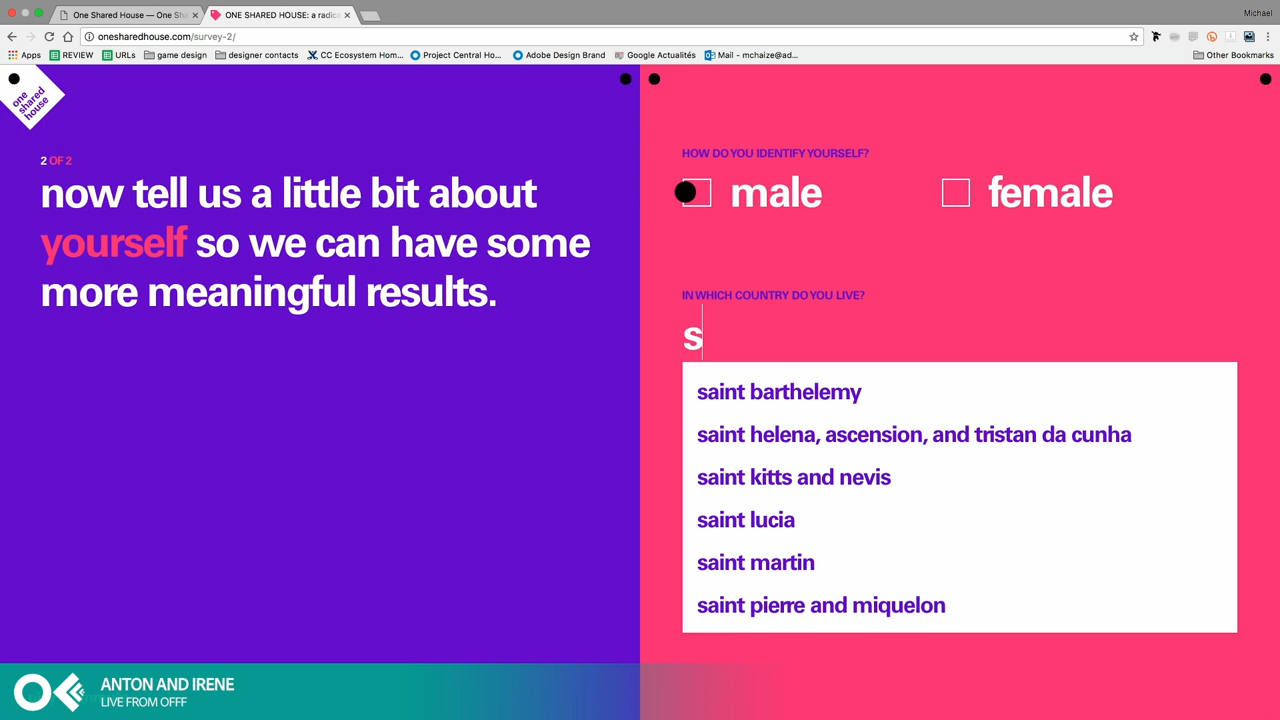 Michael
One Shared House — One Sha
ONE SHARED HOUSE: a radica
onesharedhouse.com/survey-2/
Apps REVIEW URLs game design designer contacts CC Ecosystem Hom... Project Central Ho... Adobe Design Brand Google Actualités Mail - mchaize@ad... Other Bookmarks
one
shared
house
2 OF 2
now tell us a little bit about
yourself so we can have some
more meaningful results.
HOW DO YOU IDENTIFY YOURSELF?
male female
IN WHICH COUNTRY DO YOU LIVE?
s
saint barthelemy
saint helena, ascension, and tristan da cunha
saint kitts and nevis
saint lucia
saint martin
saint pierre and miquelon
ANTON AND IRENE
LIVE FROM OFFF